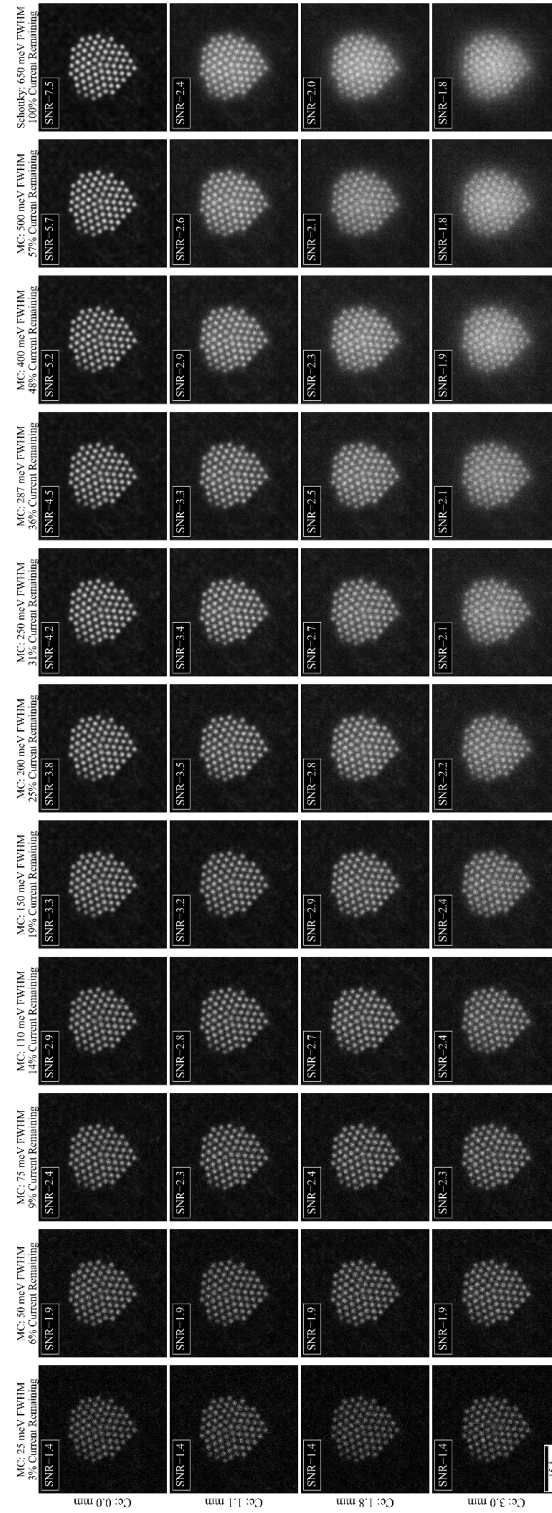 MC: 25 meV FWHM
3% Current Remaining
MC: 50 meV FWHM
6% Current Remaining
MC: 75 meV FWHM
9% Current Remaining
MC: 110 meV FWHM
14% Current Remaining
MC: 150 meV FWHM
19% Current Remaining
MC: 200 meV FWHM
25% Current Remaining
MC: 250 meV FWHM
31% Current Remaining
MC: 287 meV FWHM
36% Current Remaining
MC: 400 meV FWHM
48% Current Remaining
MC: 500 meV FWHM
57% Current Remaining
Schottky: 650 meV FWHM
100% Current Remaining
Cc: 0.0 mm
SNR~1.4
SNR~1.9
SNR~2.4
SNR~2.9
SNR~3.3
SNR~3.8
SNR~4.2
SNR~4.5
SNR~5.2
SNR~5.7
SNR~7.5
Cc: 1.1 mm
SNR~1.4
SNR~1.9
SNR~2.3
SNR~2.8
SNR~3.2
SNR~3.5
SNR~3.4
SNR~3.3
SNR~2.9
SNR~2.6
SNR~2.4
Cc: 1.8 mm
SNR~1.4
SNR~1.9
SNR~2.4
SNR~2.7
SNR~2.9
SNR~2.8
SNR~2.7
SNR~2.5
SNR~2.3
SNR~2.1
SNR~2.0
Cc: 3.0 mm
SNR~1.4
SNR~1.9
SNR~2.3
SNR~2.4
SNR~2.4
SNR~2.2
SNR~2.1
SNR~2.1
SNR~1.9
SNR~1.8
SNR~1.8